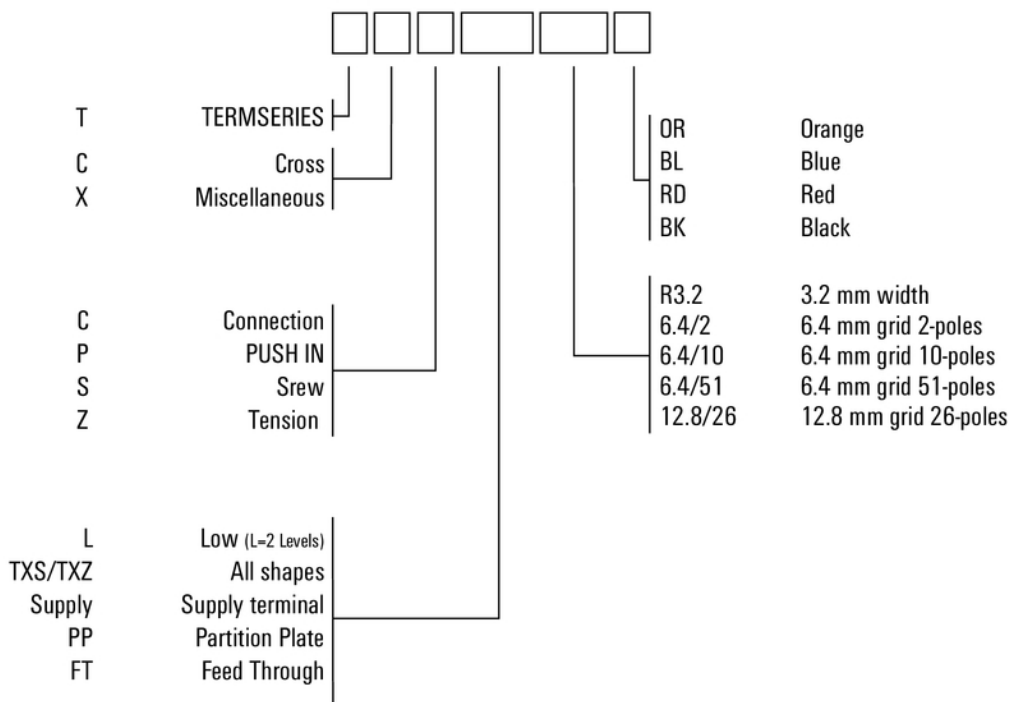 T TERMSERIES
C Cross
X Miscellaneous
OR Orange
BL Blue
RD Red
BK Black
C Connection
P PUSH IN
S Srew
Z Tension
R3.2 3.2 mm width
6.4/2 6.4 mm grid 2-poles
6.4/10 6.4 mm grid 10-poles
6.4/51 6.4 mm grid 51-poles
12.8/26 12.8 mm grid 26-poles
L Low (L=2 Levels)
TXS/TXZ All shapes
Supply Supply terminal
PP Partition Plate
FT Feed Through